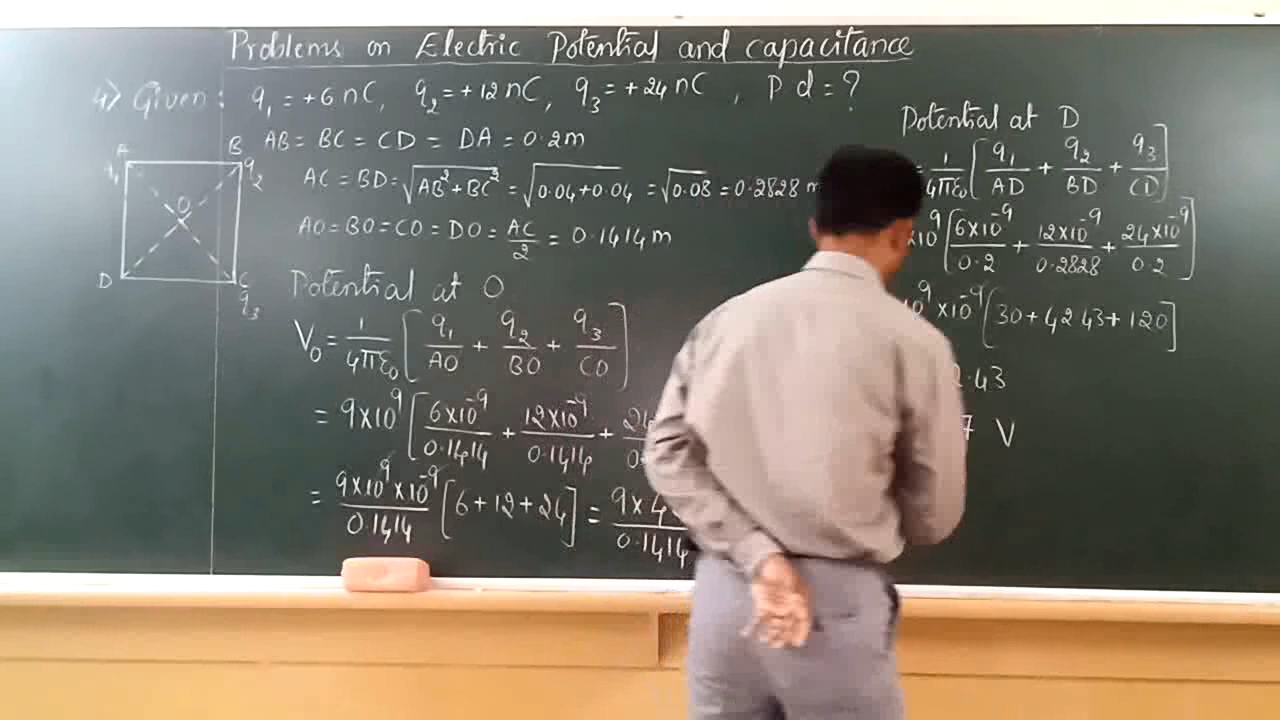 Problems on Electric Potential and capacitance
4) Given: q₁ = +6 nC, q₂ = +12 nC, q₃ = +24 nC, P d = ?
AB = BC = CD = DA = 0.2m
AC = BD = √(AB² + BC²) = √(0.04+0.04) = √0.08 = 0.2828 m
AO = BO = CO = DO = AC/2 = 0.1414 m
A B
q₁ q₂
O
D C
q₃
Potential at O
V₀ = 1/4πε₀ [q₁/AO + q₂/BO + q₃/CO]
= 9×10⁹ [6×10⁻⁹/0.1414 + 12×10⁻⁹/0.1414 +
= 9×10⁹×10⁻⁹/0.1414 [6+12+24] = 9×4 /0.1414
Potential at D
= 1/4πε₀ [q₁/AD + q₂/BD + q₃/CD]
×10⁹ [6×10⁻⁹/0.2 + 12×10⁻⁹/0.2828 + 24×10⁻⁹/0.2]
10⁹ ×10⁻⁹ [30+42.43+120]
2.43
7 V